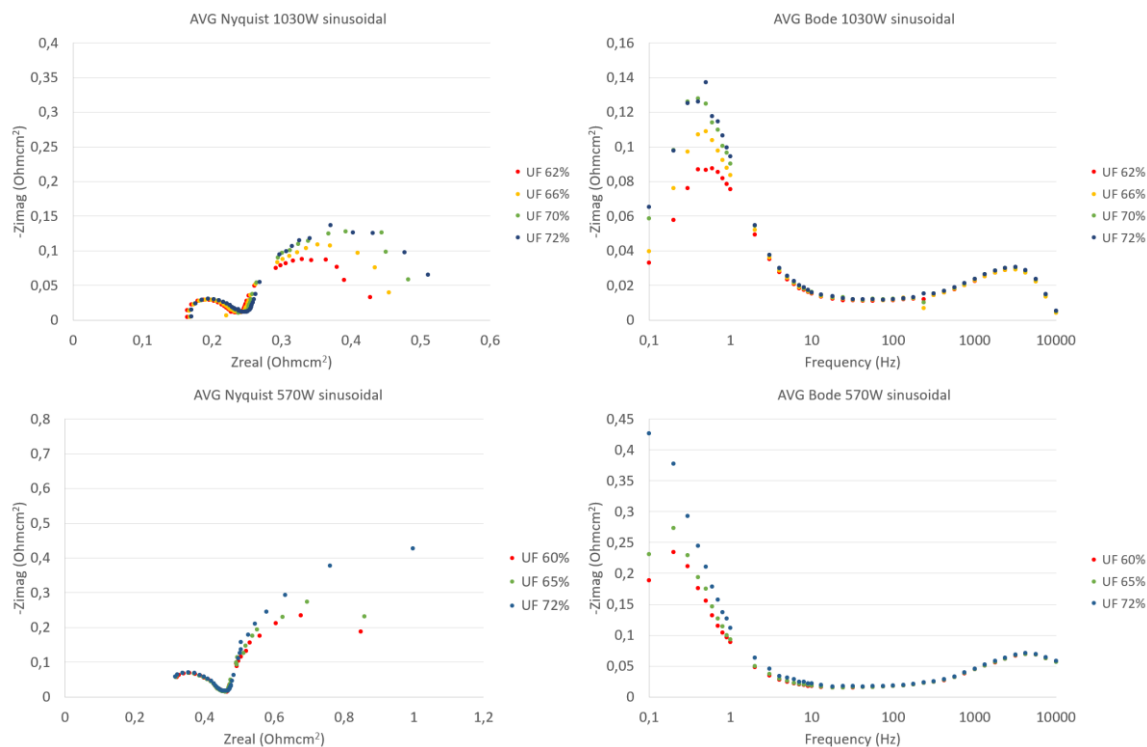 AVG Nyquist 1030W sinusoidal
-Zimag (Ohmcm²)
0,4
0,35
0,3
0,25
0,2
0,15
0,1
0,05
0
0 0,1 0,2 0,3 0,4 0,5 0,6
Zreal (Ohmcm²)
UF 62%
UF 66%
UF 70%
UF 72%
AVG Bode 1030W sinusoidal
-Zimag (Ohmcm²)
0,16
0,14
0,12
0,1
0,08
0,06
0,04
0,02
0
0,1 1 10 100 1000 10000
Frequency (Hz)
UF 62%
UF 66%
UF 70%
UF 72%
AVG Nyquist 570W sinusoidal
-Zimag (Ohmcm²)
0,8
0,7
0,6
0,5
0,4
0,3
0,2
0,1
0
0 0,2 0,4 0,6 0,8 1 1,2
Zreal (Ohmcm²)
UF 60%
UF 65%
UF 72%
AVG Bode 570W sinusoidal
-Zimag (Ohmcm²)
0,45
0,4
0,35
0,3
0,25
0,2
0,15
0,1
0,05
0
0,1 1 10 100 1000 10000
Frequency (Hz)
UF 60%
UF 65%
UF 72%